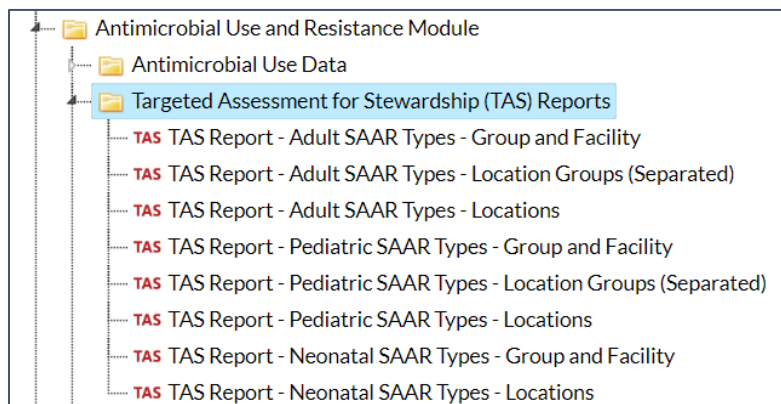 Antimicrobial Use and Resistance Module
Antimicrobial Use Data
Targeted Assessment for Stewardship (TAS) Reports
TAS TAS Report - Adult SAAR Types - Group and Facility
TAS TAS Report - Adult SAAR Types - Location Groups (Separated)
TAS TAS Report - Adult SAAR Types - Locations
TAS TAS Report - Pediatric SAAR Types - Group and Facility
TAS TAS Report - Pediatric SAAR Types - Location Groups (Separated)
TAS TAS Report - Pediatric SAAR Types - Locations
TAS TAS Report - Neonatal SAAR Types - Group and Facility
TAS TAS Report - Neonatal SAAR Types - Locations